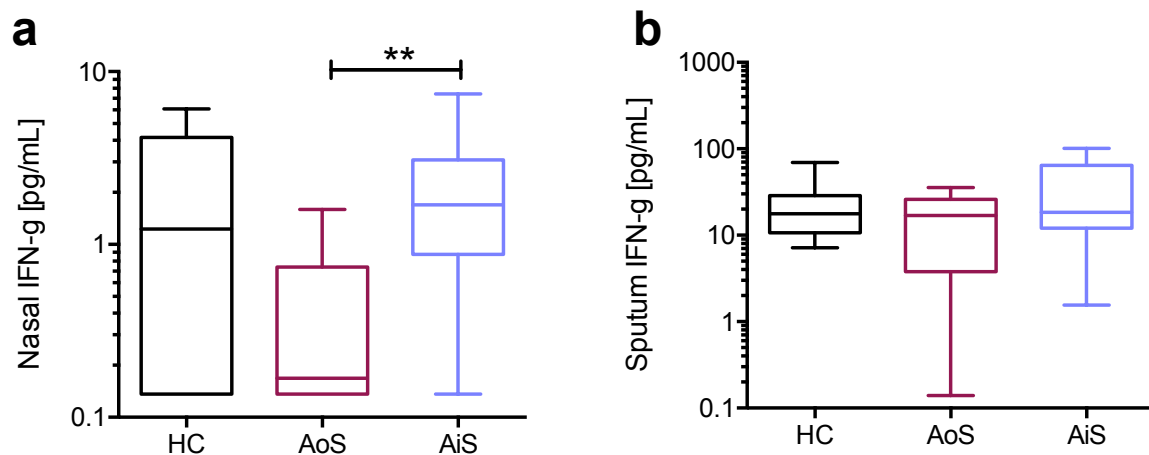 a
**
Nasal IFN-g [pg/mL]
10
1
0.1
HC AoS AiS
b
Sputum IFN-g [pg/mL]
1000
100
10
1
0.1
HC AoS AiS